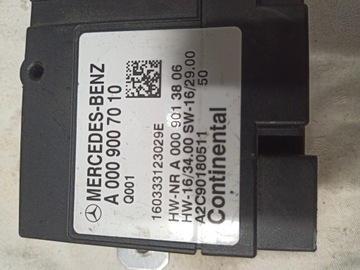 MERCEDES-BENZ
A 000 900 70 10
Q001
160333123029E
HW-NR A 000 901 38 06
HW-16/34.00 SW-16/29.00
A2C90180511 50
Continental